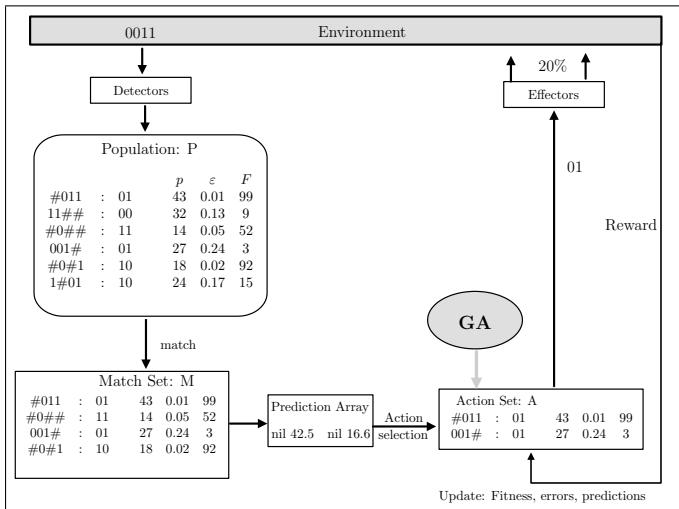 0011 Environment
Detectors
20%
Effectors
Population: P
p ε F
#011 : 01 43 0.01 99
11## : 00 32 0.13 9
#0## : 11 14 0.05 52
001# : 01 27 0.24 3
#0#1 : 10 18 0.02 92
1#01 : 10 24 0.17 15
01
Reward
match
GA
Match Set: M
#011 : 01 43 0.01 99
#0## : 11 14 0.05 52
001# : 01 27 0.24 3
#0#1 : 10 18 0.02 92
Prediction Array
nil 42.5 nil 16.6
Action
selection
Action Set: A
#011 : 01 43 0.01 99
001# : 01 27 0.24 3
Update: Fitness, errors, predictions